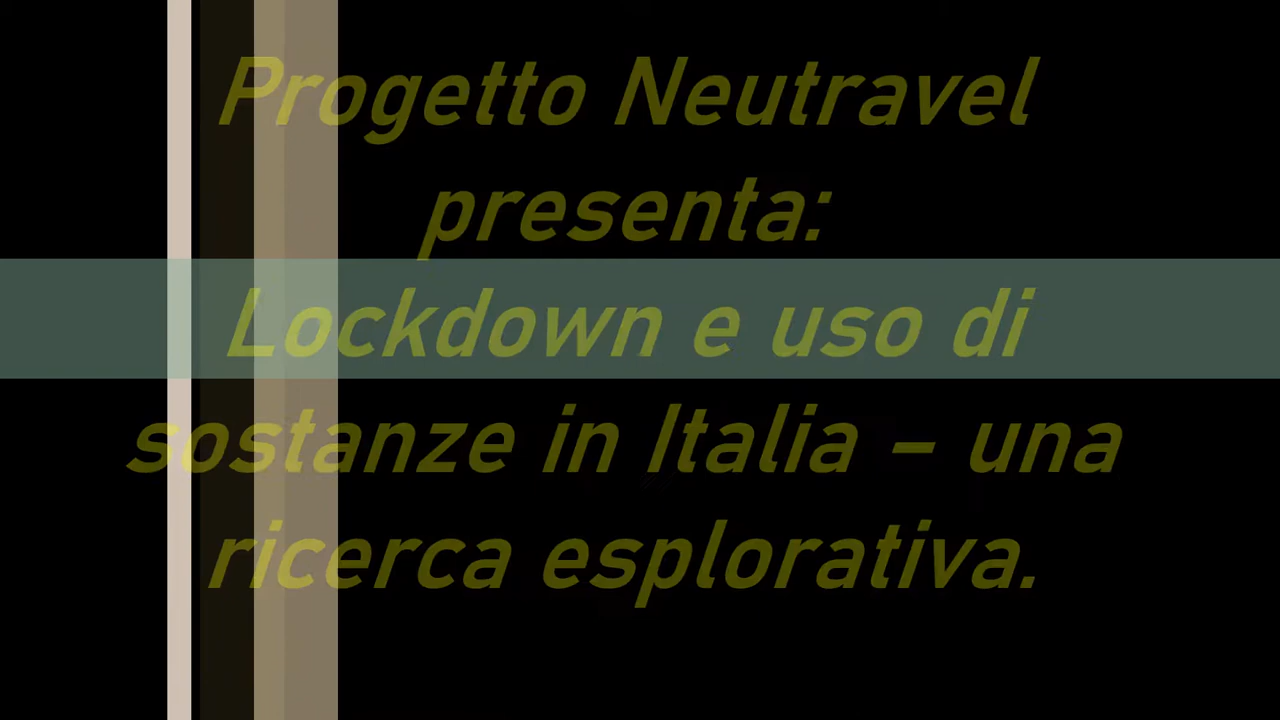 Progetto Neutravel
presenta:
Lockdown e uso di
sostanze in Italia – una
ricerca esplorativa.